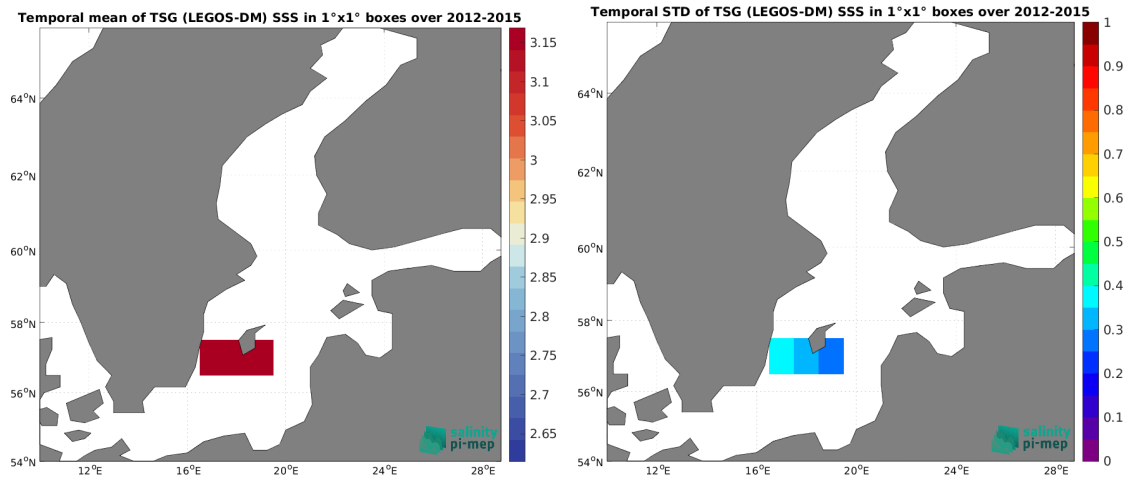 Temporal mean of TSG (LEGOS-DM) SSS in 1°x1° boxes over 2012-2015
64°N
62°N
60°N
58°N
56°N
54°N
12°E
16°E
20°E
24°E
28°E
3.15
3.1
3.05
3
2.95
2.9
2.85
2.8
2.75
2.7
2.65
salinity
pi-mep
Temporal STD of TSG (LEGOS-DM) SSS in 1°x1° boxes over 2012-2015
64°N
62°N
60°N
58°N
56°N
54°N
12°E
16°E
20°E
24°E
28°E
1
0.9
0.8
0.7
0.6
0.5
0.4
0.3
0.2
0.1
0
salinity
pi-mep